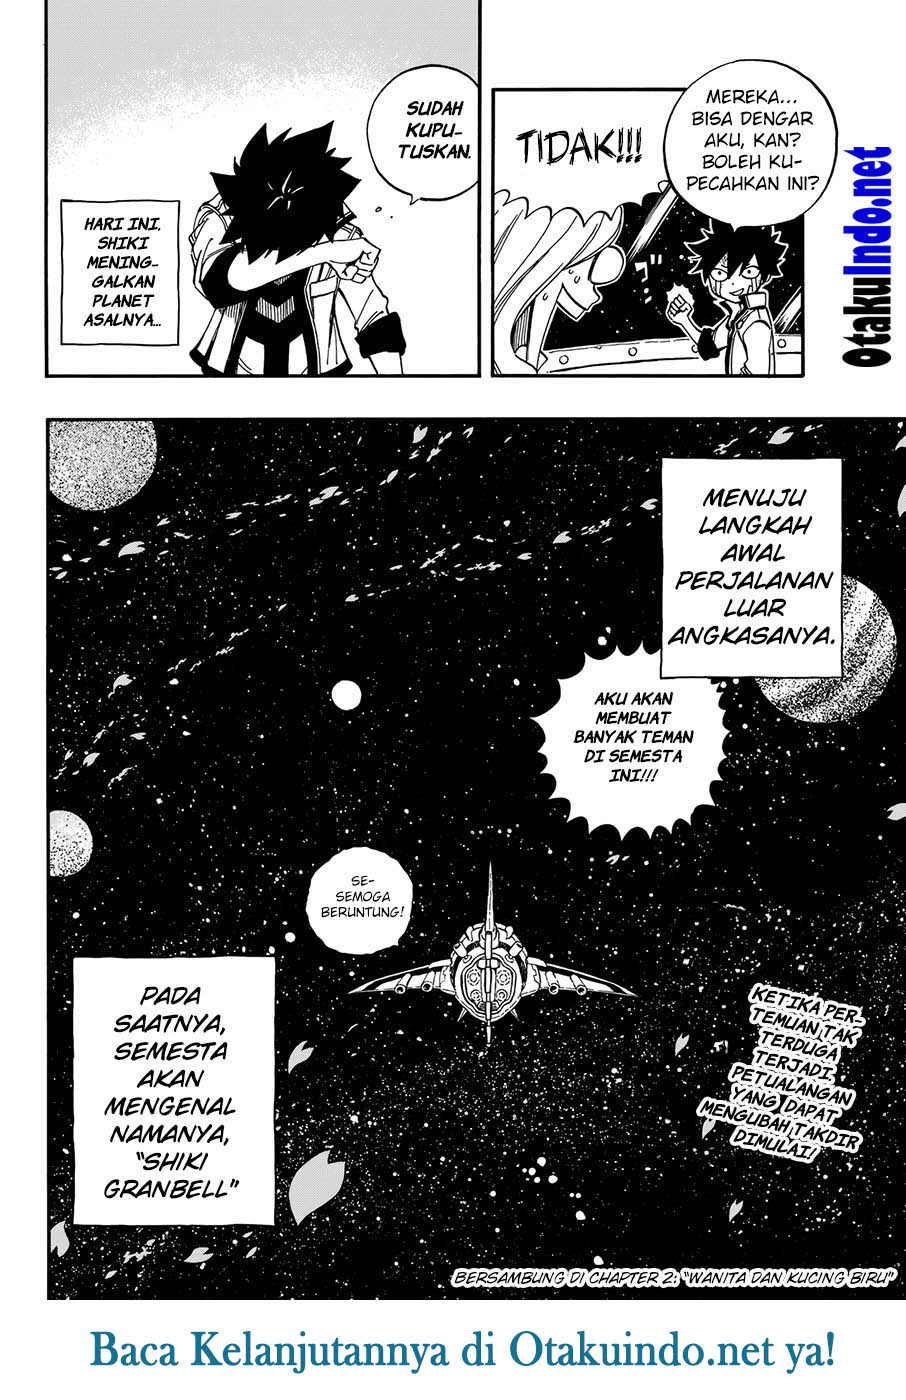 MEREKA...
BISA DENGAR
AKU, KAN?
BOLEH KU-
PECAHKAN INI?
TIDAK!!!
SUDAH
KUPU-
TUSKAN.
HARI INI,
SHIKI
MENING-
GALKAN
PLANET
ASALNYA...
OtakuIndo.net
MENUJU
LANGKAH
AWAL
PERJALANAN
LUAR
ANGKASANYA.
AKU AKAN
MEMBUAT
BANYAK TEMAN
DI SEMESTA
INI!!!
SE-
SEMOGA
BERUNTUNG!
PADA
SAATNYA,
SEMESTA
AKAN
MENGENAL
NAMANYA,
"SHIKI
GRANBELL"
KETIKA PER-
TEMUAN TAK
TERDUGA
TERJADI,
PETUALANGAN
YANG DAPAT
MENGUBAH TAKDIR
DIMULAI!
BERSAMBUNG DI CHAPTER 2: "WANITA DAN KUCING BIRU"
Baca Kelanjutannya di Otakuindo.net ya!